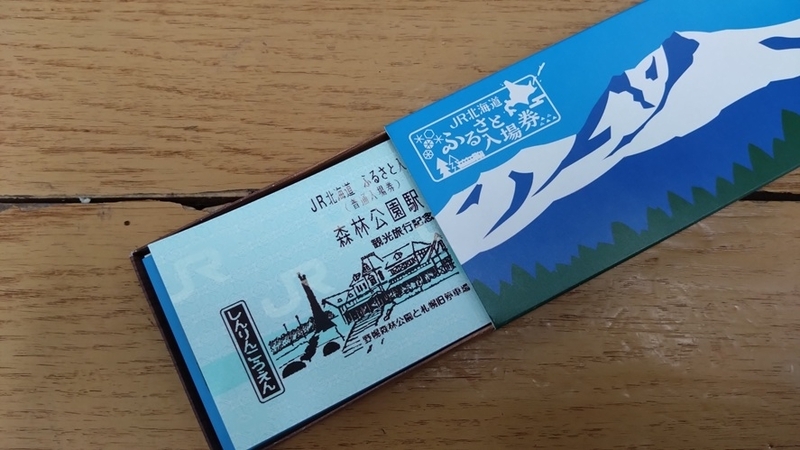 JR北海道
ふるさと
入場券
JR北海道 ふるさと入
(普通入場券)
森林公園駅
観光旅行記念
しんりんこうえん
野幌森林公園と札幌旧停車場
JR
JR